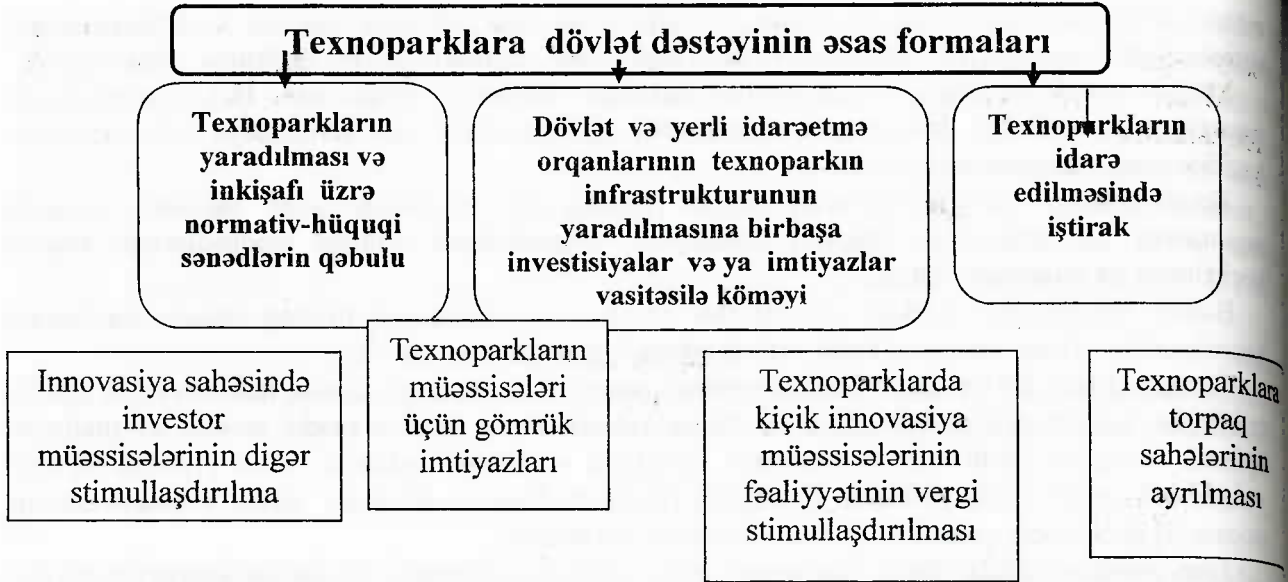 Texnoparklara dövlət dəstəyinin əsas formaları
Texnoparkların
yaradılması və
inkişafı üzrə
normativ-hüquqi
sənədlərin qəbulu
Dövlət və yerli idarəetmə
orqanlarının texnoparkın
infrastrukturunun
yaradılmasına birbaşa
investisiyalar və ya imtiyazlar
vasitəsilə köməyi
Texnoparkların
idarə
edilməsində
iştirak
Innovasiya sahəsində
investor
müəssisələrinin digər
stimullaşdırılma
Texnoparkların
müəssisələri
üçün gömrük
imtiyazları
Texnoparklarda
kiçik innovasiya
müəssisələrinin
fəaliyyətinin vergi
stimullaşdırılması
Texnoparklara
torpaq
sahələrinin
ayrılması